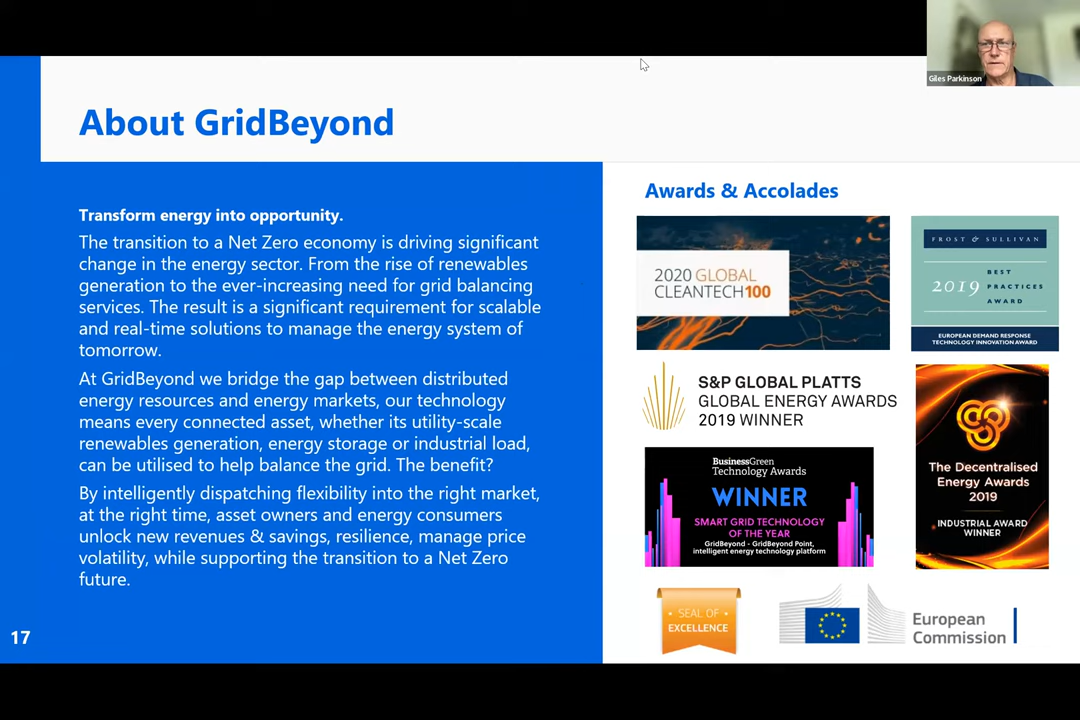 Giles Parkinson
About GridBeyond
Transform energy into opportunity.
The transition to a Net Zero economy is driving significant
change in the energy sector. From the rise of renewables
generation to the ever-increasing need for grid balancing
services. The result is a significant requirement for scalable
and real-time solutions to manage the energy system of
tomorrow.
At GridBeyond we bridge the gap between distributed
energy resources and energy markets, our technology
means every connected asset, whether its utility-scale
renewables generation, energy storage or industrial load,
can be utilised to help balance the grid. The benefit?
By intelligently dispatching flexibility into the right market,
at the right time, asset owners and energy consumers
unlock new revenues & savings, resilience, manage price
volatility, while supporting the transition to a Net Zero
future.
17
Awards & Accolades
2020 GLOBAL
CLEANTECH100
FROST & SULLIVAN
2019
BEST
PRACTICES
AWARD
EUROPEAN DEMAND RESPONSE
TECHNOLOGY INNOVATION AWARD
S&P GLOBAL PLATTS
GLOBAL ENERGY AWARDS
2019 WINNER
The Decentralised
Energy Awards
2019
INDUSTRIAL AWARD
WINNER
BusinessGreen
Technology Awards
WINNER
SMART GRID TECHNOLOGY
OF THE YEAR
GridBeyond - GridBeyond Point,
intelligent energy technology platform
• SEAL OF •
EXCELLENCE
European
Commission